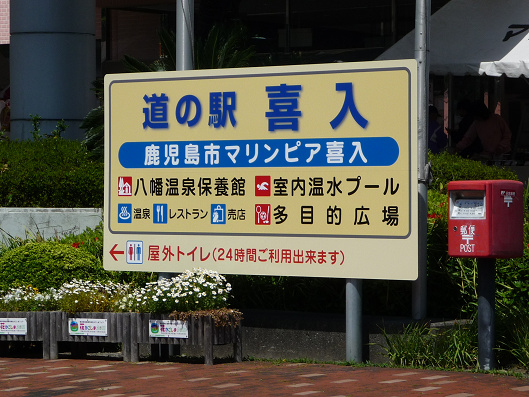 道の駅 喜入
鹿児島市マリンピア喜入
八幡温泉保養館 室内温水プール
温泉 レストラン 売店 多目的広場
← 屋外トイレ(24時間ご利用出来ます)
郵便
POST